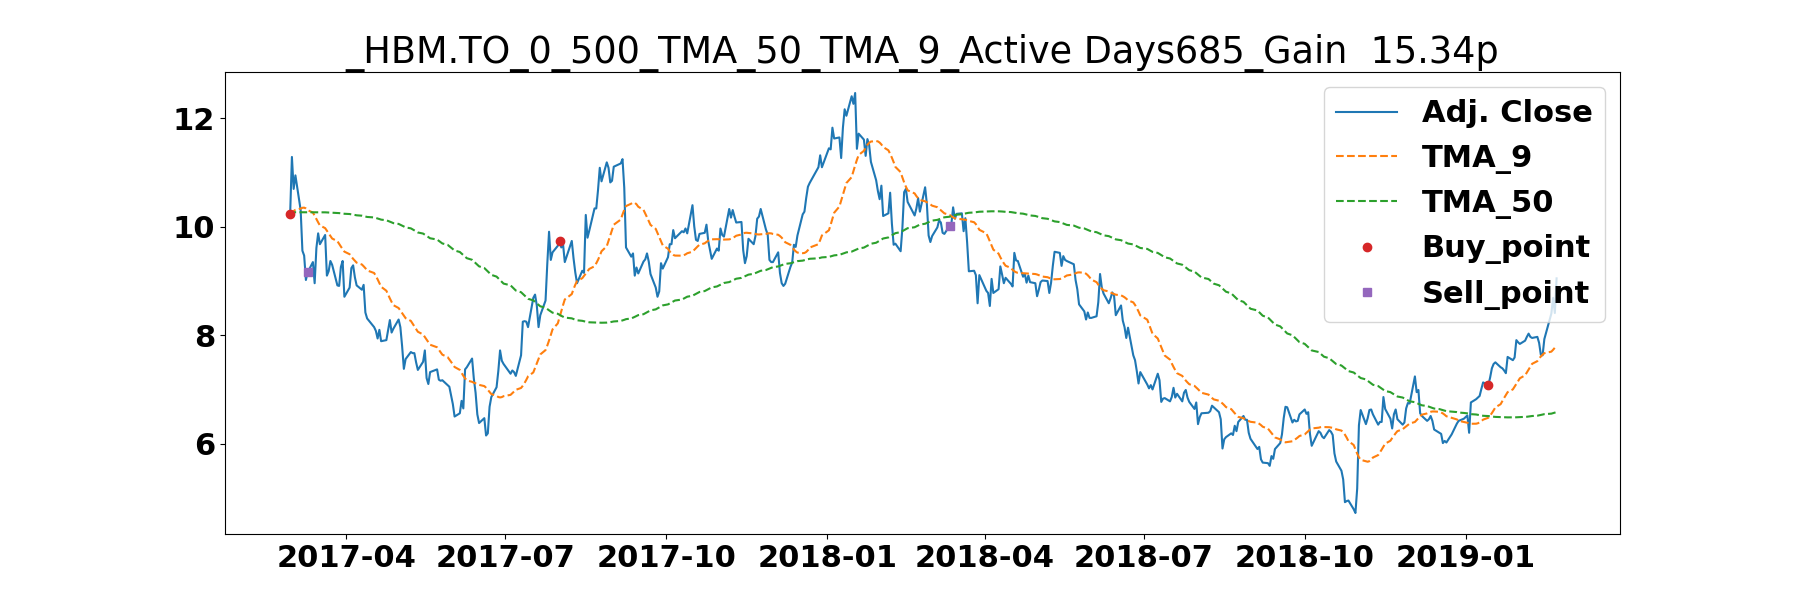 _HBM.TO_0_500_TMA_50_TMA_9_Active Days685_Gain  15.34p
12
10
8
6
Adj. Close
TMA_9
TMA_50
Buy_point
Sell_point
2017-04 2017-07 2017-10 2018-01 2018-04 2018-07 2018-10 2019-01